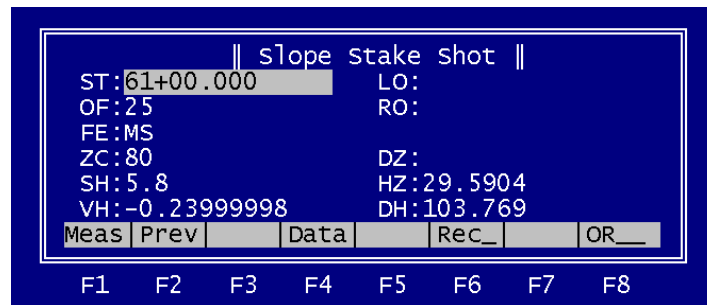 ‖ Slope Stake Shot ‖
ST:61+00.000 LO:
OF:25 RO:
FE:MS
ZC:80 DZ:
SH:5.8 HZ:29.5904
VH:-0.23999998 DH:103.769
Meas Prev Data Rec_ OR__
F1 F2 F3 F4 F5 F6 F7 F8